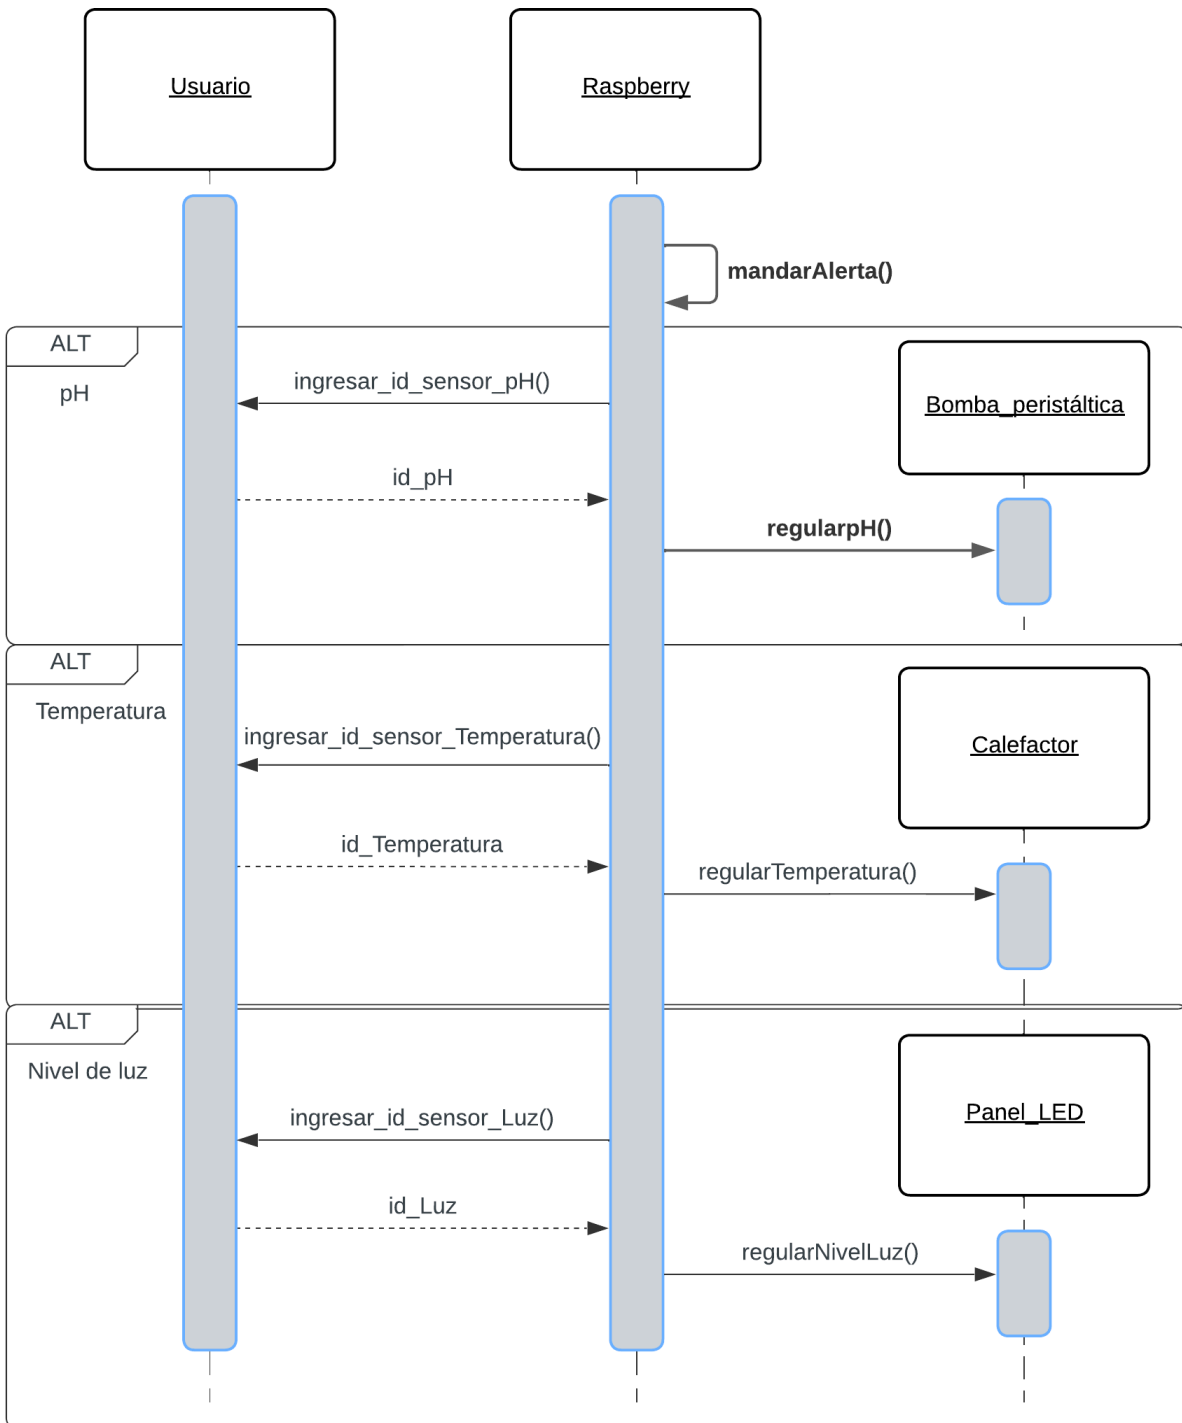 Usuario
Raspberry
mandarAlerta()
ALT
pH
ingresar_id_sensor_pH()
Bomba_peristáltica
id_pH
regularpH()
ALT
Temperatura
ingresar_id_sensor_Temperatura()
Calefactor
id_Temperatura
regularTemperatura()
ALT
Nivel de luz
ingresar_id_sensor_Luz()
Panel_LED
id_Luz
regularNivelLuz()